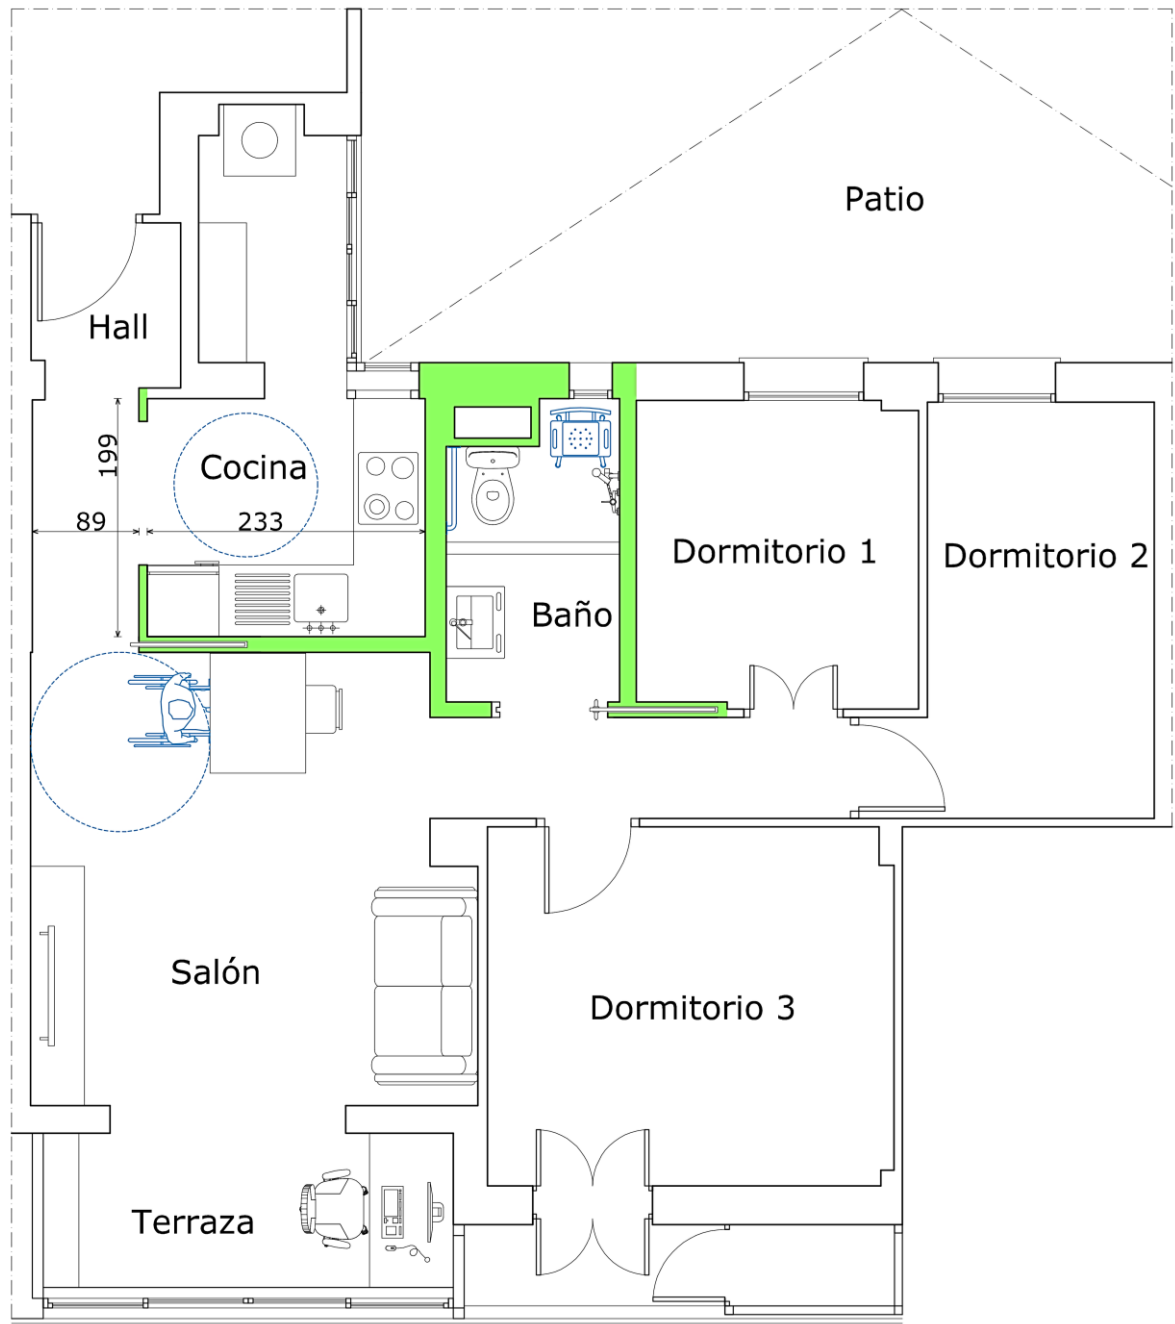 Patio
Hall
Cocina
199
89
233
Dormitorio 1
Dormitorio 2
Baño
Salón
Dormitorio 3
Terraza